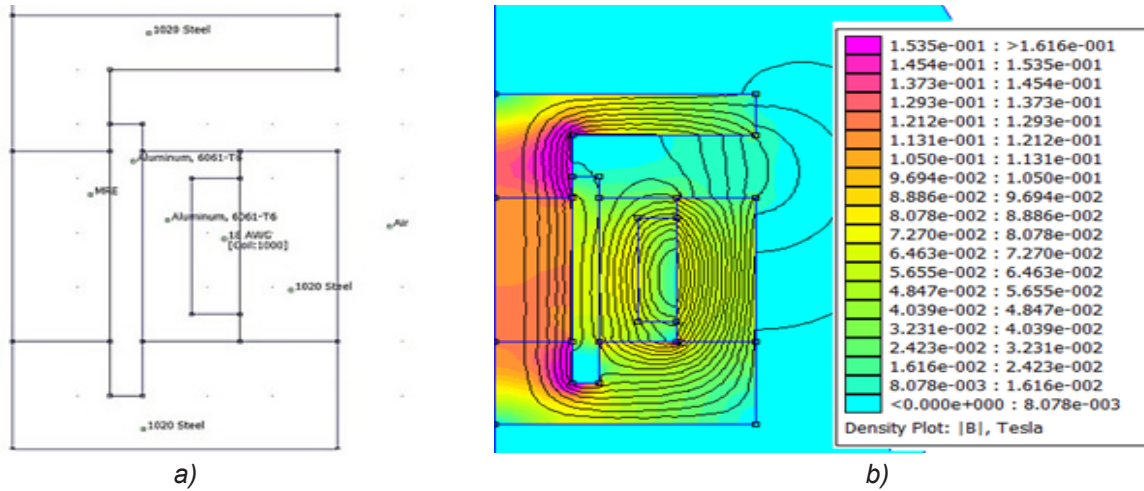 1020 Steel
Aluminum, 6061-T6
MRE
Aluminum, 6061-T6
18 AWG
[Coil:1000]
Air
1020 Steel
1020 Steel
a)
1.535e-001 : >1.616e-001
1.454e-001 : 1.535e-001
1.373e-001 : 1.454e-001
1.293e-001 : 1.373e-001
1.212e-001 : 1.293e-001
1.131e-001 : 1.212e-001
1.050e-001 : 1.131e-001
9.694e-002 : 1.050e-001
8.886e-002 : 9.694e-002
8.078e-002 : 8.886e-002
7.270e-002 : 8.078e-002
6.463e-002 : 7.270e-002
5.655e-002 : 6.463e-002
4.847e-002 : 5.655e-002
4.039e-002 : 4.847e-002
3.231e-002 : 4.039e-002
2.423e-002 : 3.231e-002
1.616e-002 : 2.423e-002
8.078e-003 : 1.616e-002
<0.000e+000 : 8.078e-003
Density Plot: |B|, Tesla
b)